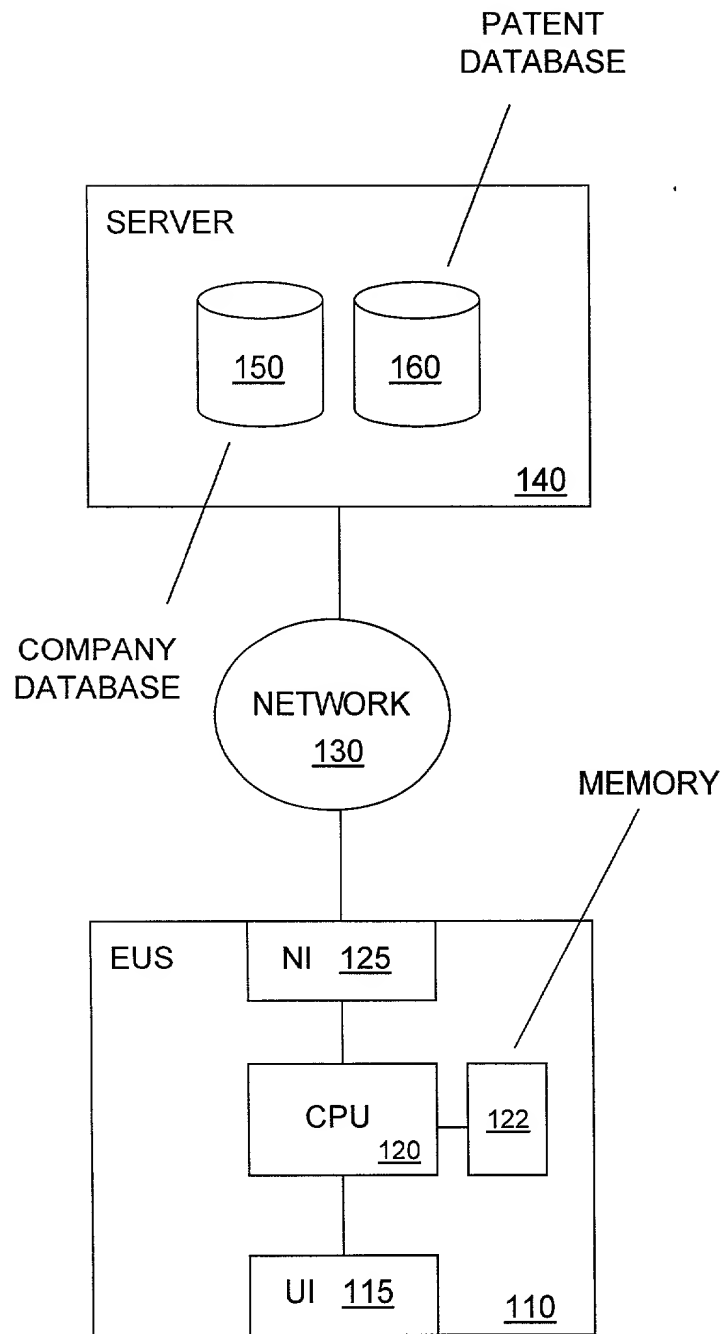 PATENT
DATABASE
SERVER
150
160
140
COMPANY
DATABASE
NETWORK
130
MEMORY
EUS
NI 125
CPU
120
122
UI 115
110